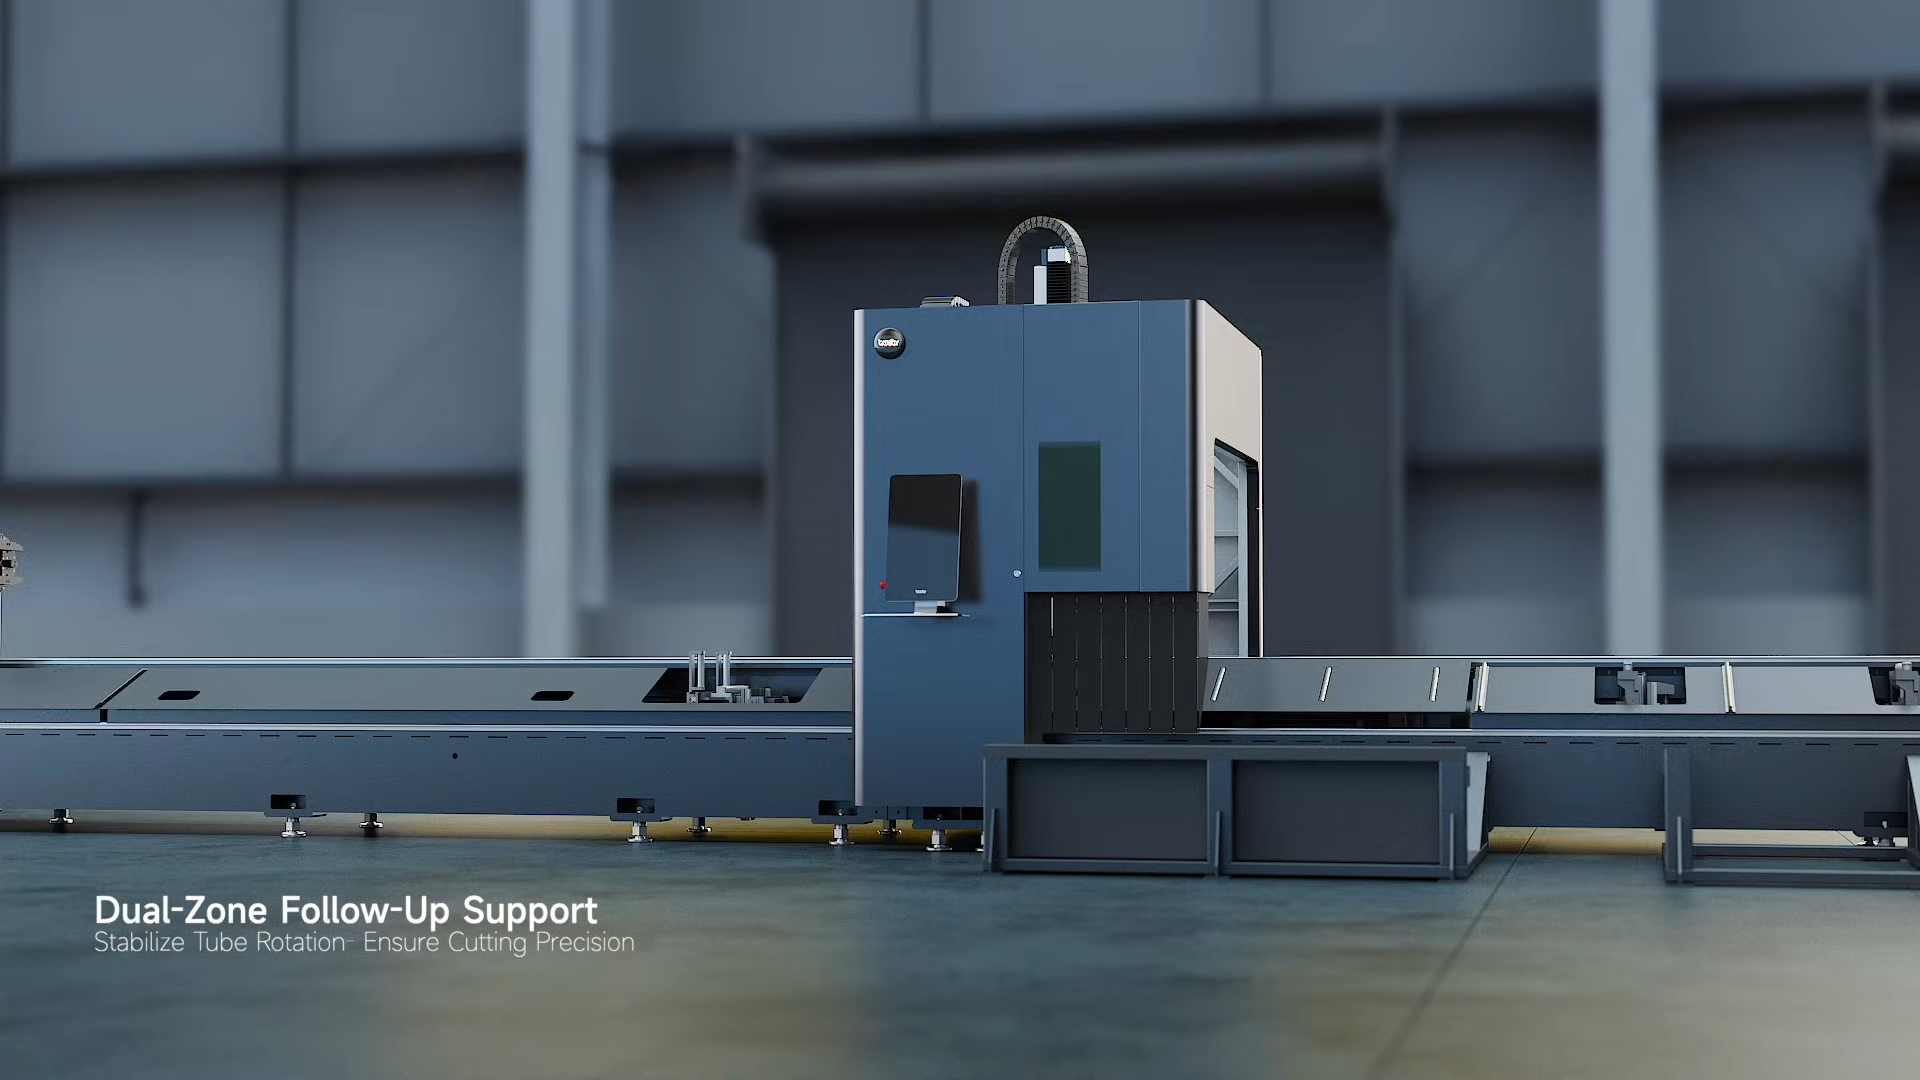 Dual-Zone Follow-Up Support
Stabilize Tube Rotation- Ensure Cutting Precision